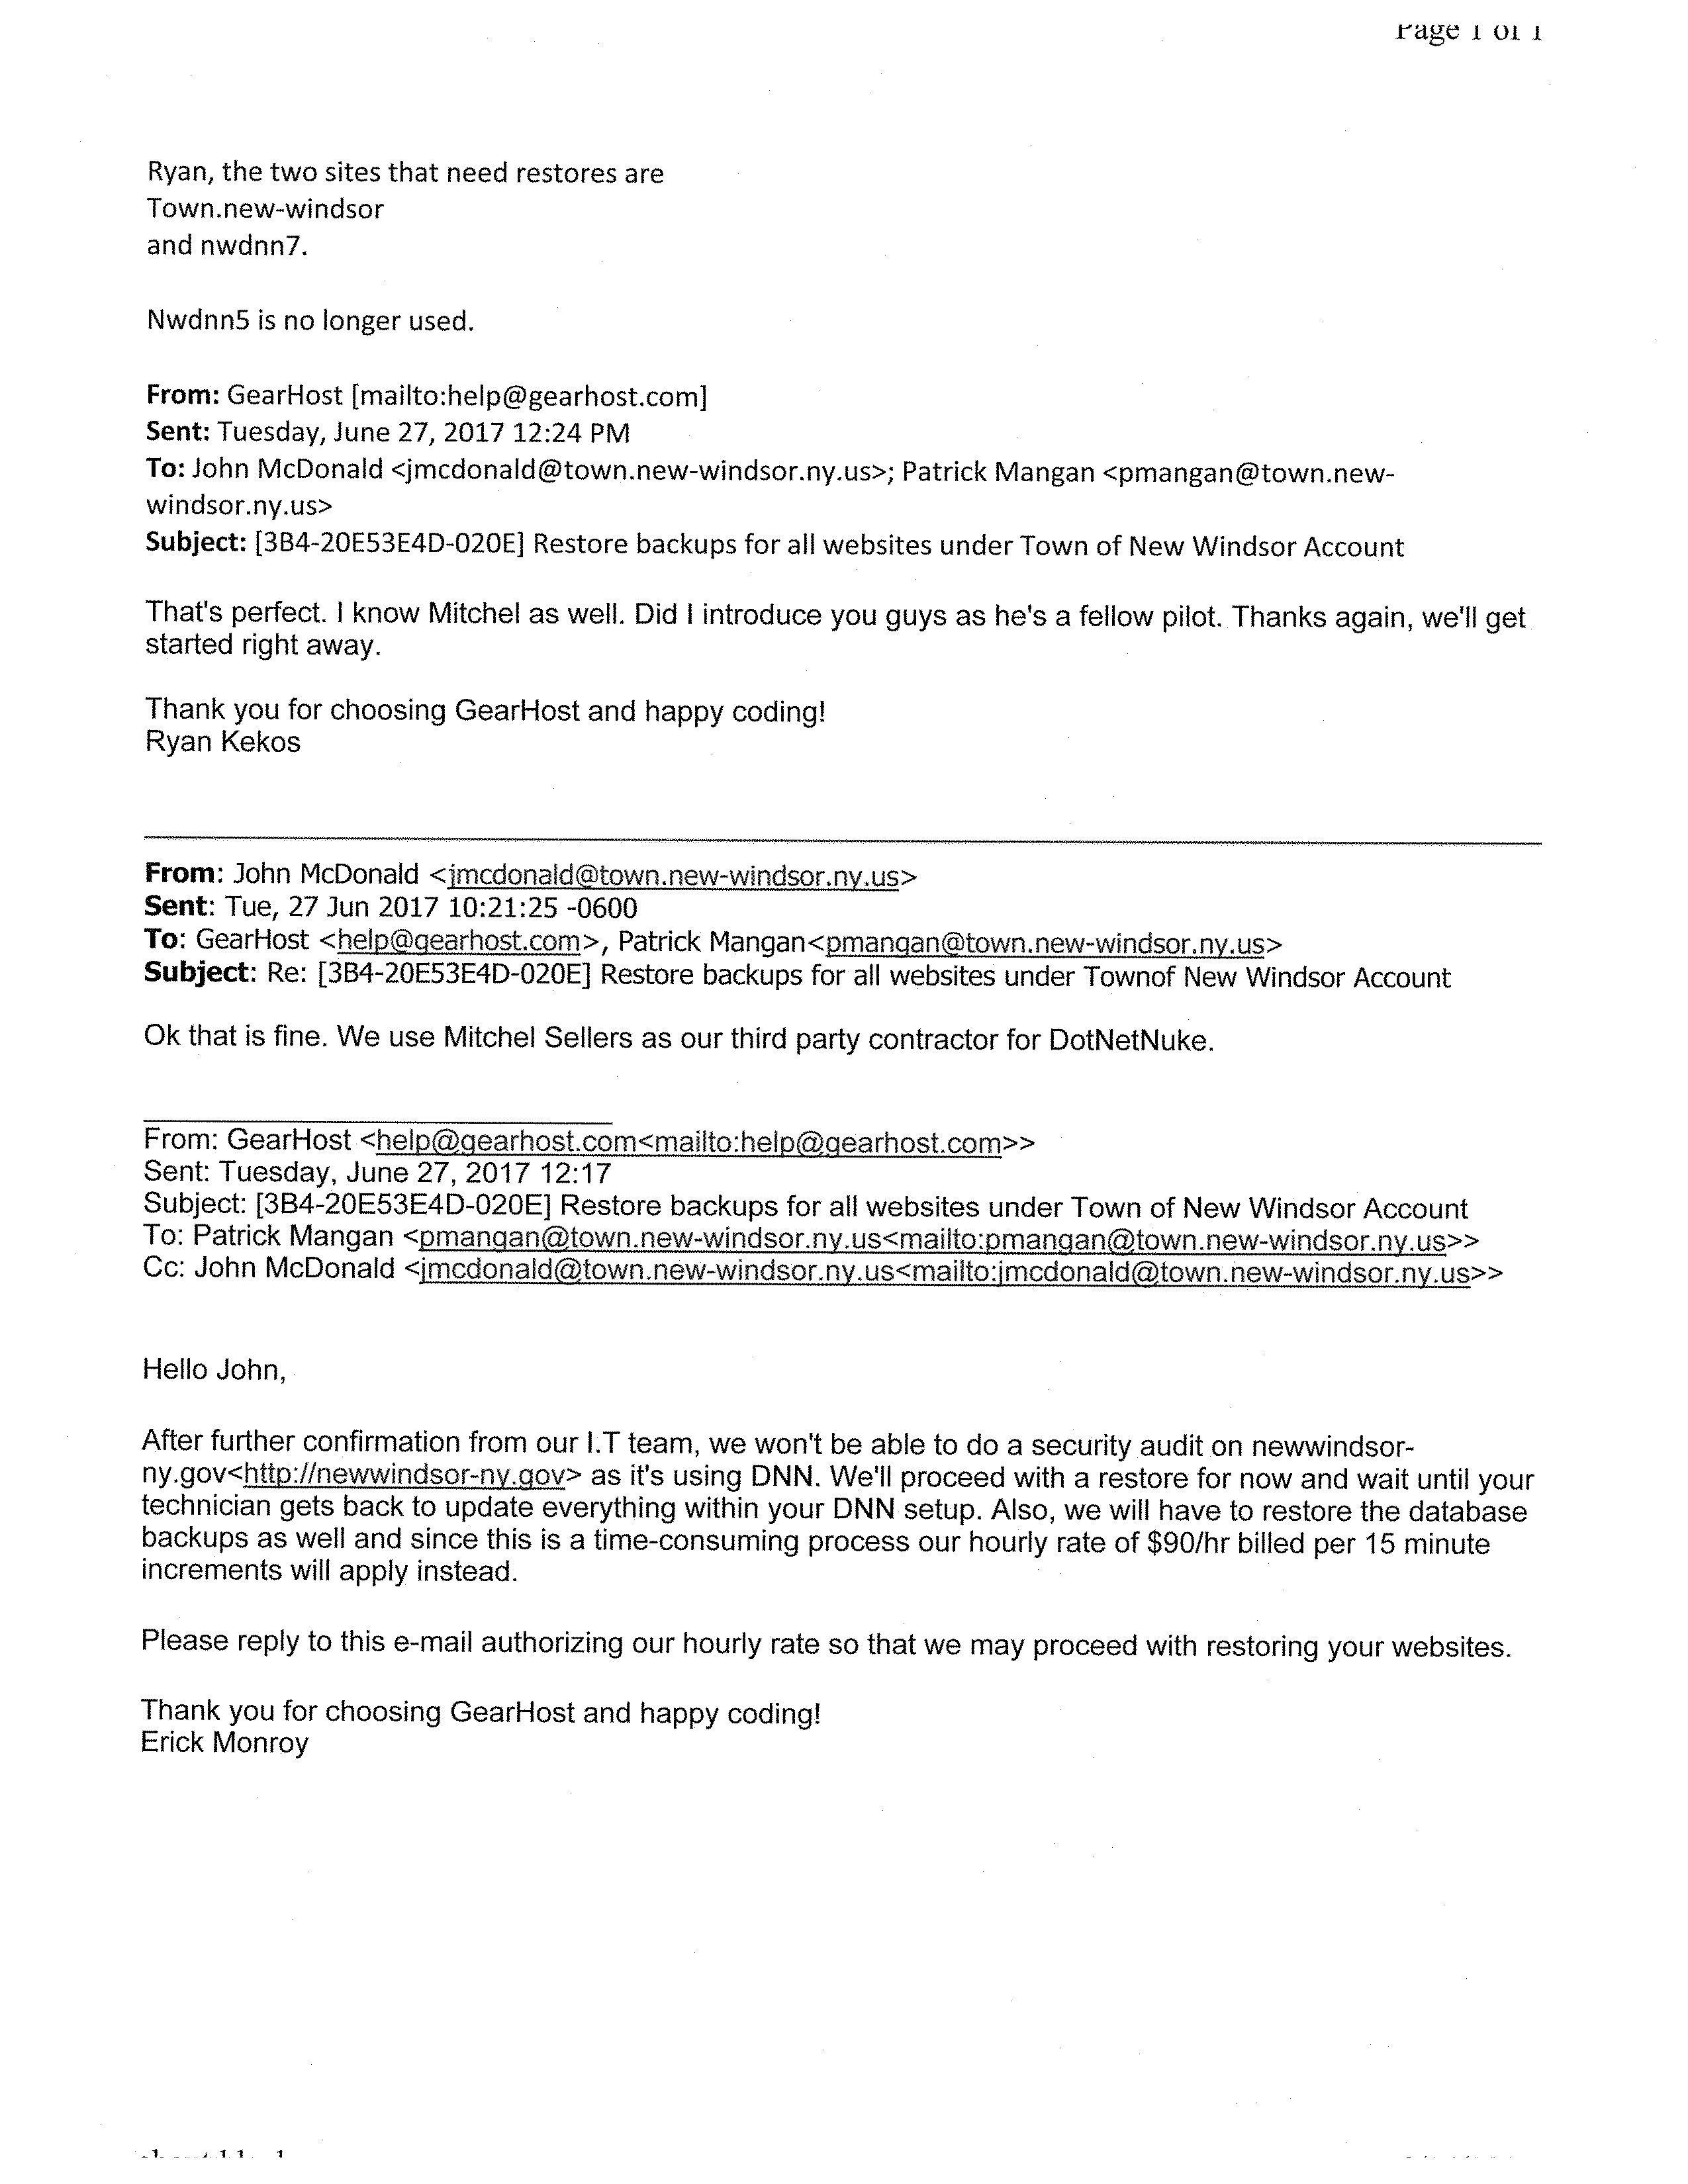 Page 1 of 1
Ryan, the two sites that need restores are
Town.new-windsor
and nwdnn7.
Nwdnn5 is no longer used.
From: GearHost [mailto:help@gearhost.com]
Sent: Tuesday, June 27, 2017 12:24 PM
To: John McDonald <jmcdonald@town.new-windsor.ny.us>; Patrick Mangan <pmangan@town.new-
windsor.ny.us>
Subject: [3B4-20E53E4D-020E] Restore backups for all websites under Town of New Windsor Account
That's perfect. I know Mitchel as well. Did I introduce you guys as he's a fellow pilot. Thanks again, we'll get
started right away.
Thank you for choosing GearHost and happy coding!
Ryan Kekos
From: John McDonald <jmcdonald@town.new-windsor.ny.us>
Sent: Tue, 27 Jun 2017 10:21:25 -0600
To: GearHost <help@gearhost.com>, Patrick Mangan<pmangan@town.new-windsor.ny.us>
Subject: Re: [3B4-20E53E4D-020E] Restore backups for all websites under Townof New Windsor Account
Ok that is fine. We use Mitchel Sellers as our third party contractor for DotNetNuke.
From: GearHost <help@gearhost.com<mailto:help@gearhost.com>>
Sent: Tuesday, June 27, 2017 12:17
Subject: [3B4-20E53E4D-020E] Restore backups for all websites under Town of New Windsor Account
To: Patrick Mangan <pmangan@town.new-windsor.ny.us<mailto:pmangan@town.new-windsor.ny.us>>
Cc: John McDonald <jmcdonald@town.new-windsor.ny.us<mailto:jmcdonald@town.new-windsor.ny.us>>
Hello John,
After further confirmation from our I.T team, we won't be able to do a security audit on newwindsor-
ny.gov<http://newwindsor-ny.gov> as it's using DNN. We'll proceed with a restore for now and wait until your
technician gets back to update everything within your DNN setup. Also, we will have to restore the database
backups as well and since this is a time-consuming process our hourly rate of $90/hr billed per 15 minute
increments will apply instead.
Please reply to this e-mail authorizing our hourly rate so that we may proceed with restoring your websites.
Thank you for choosing GearHost and happy coding!
Erick Monroy